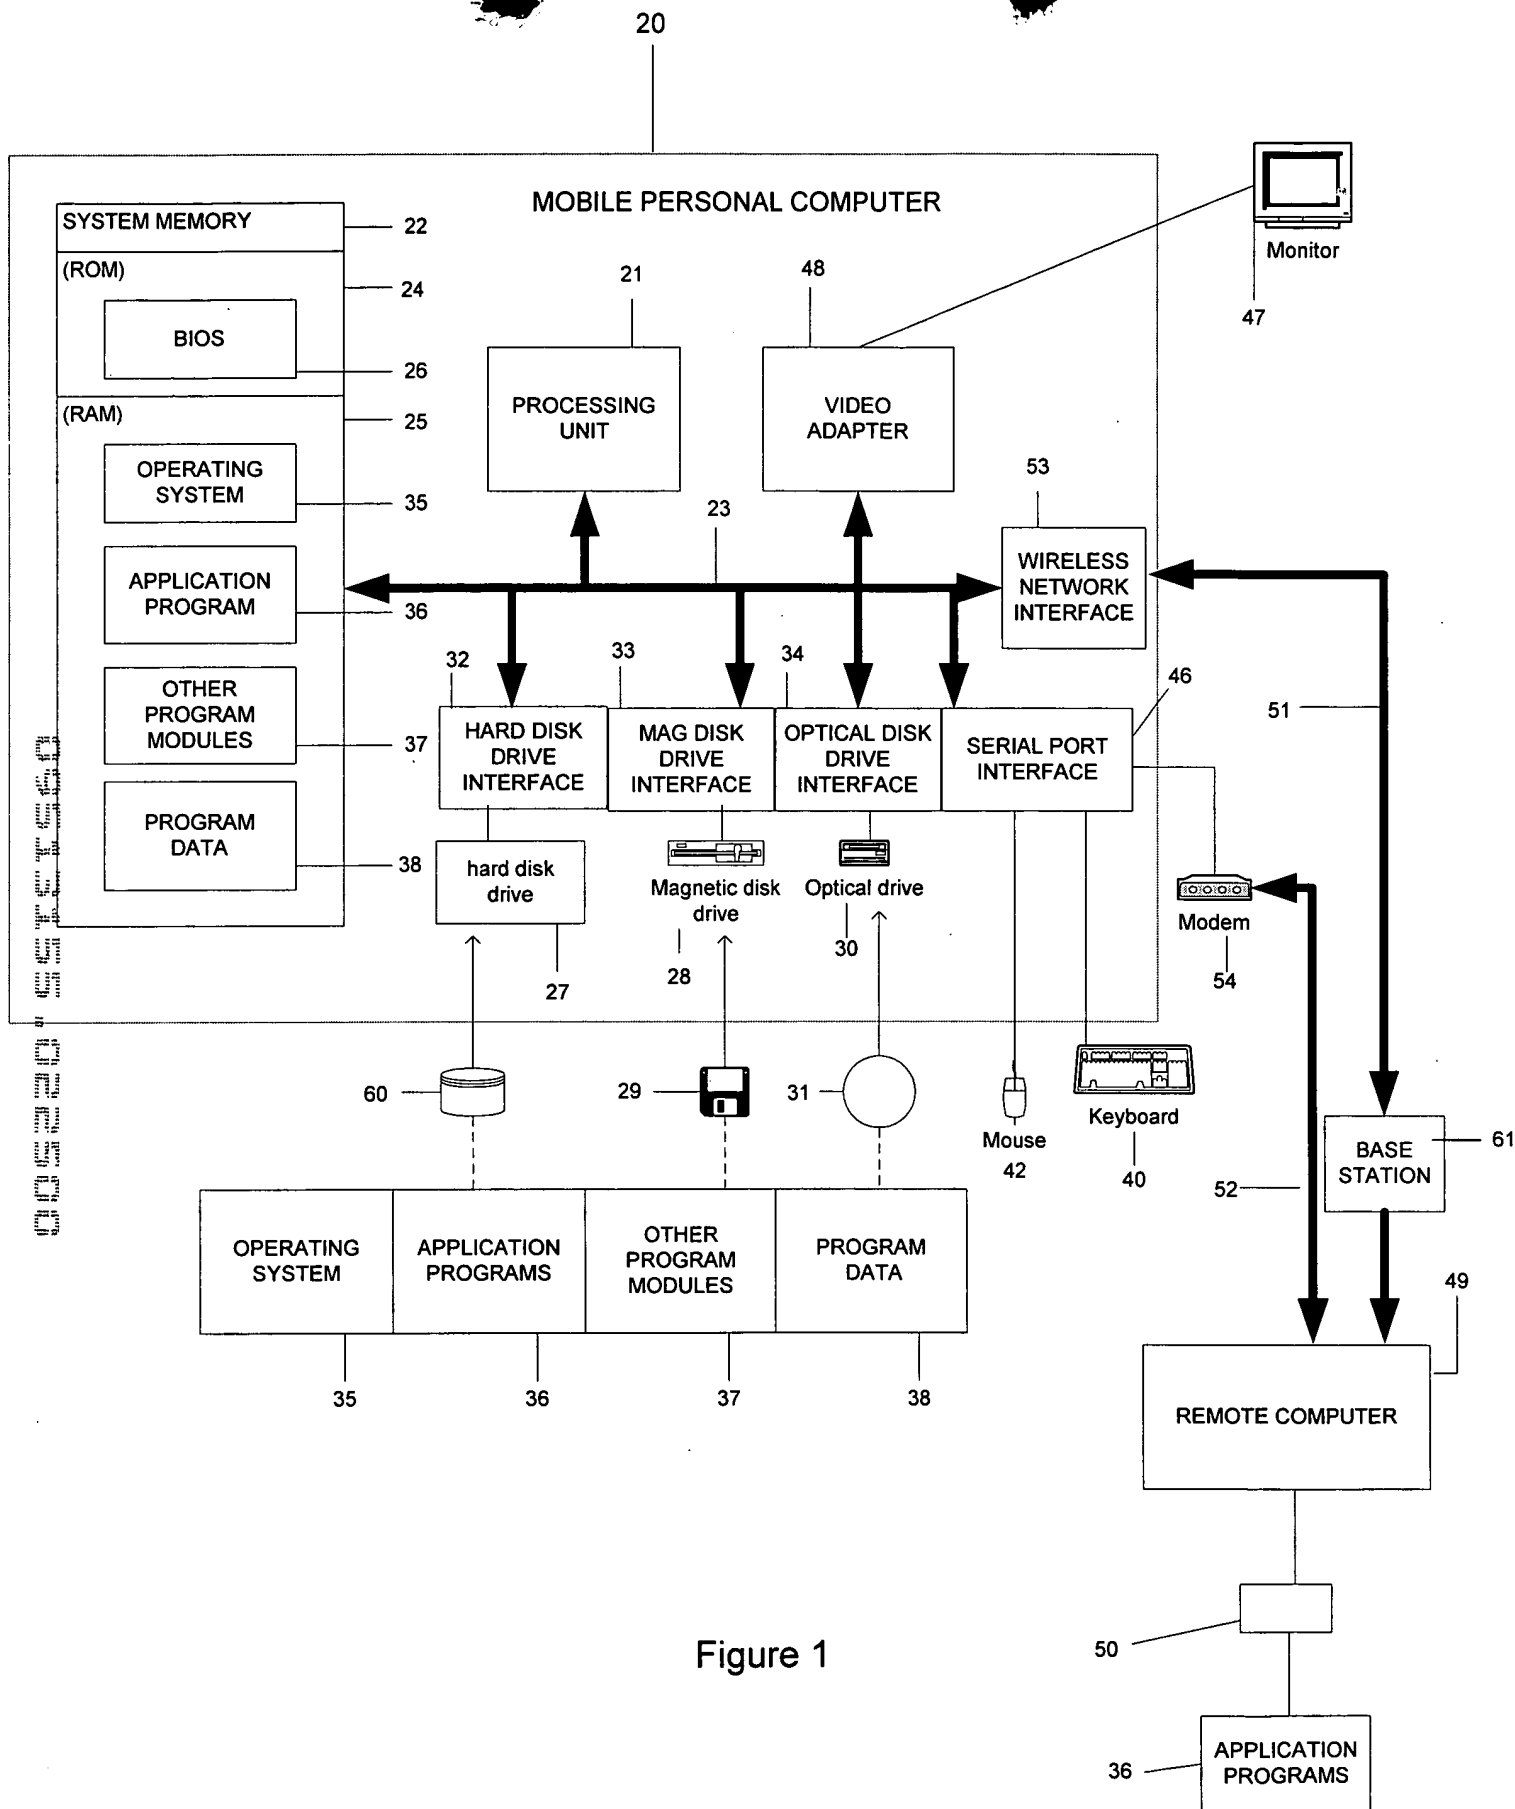 20
MOBILE PERSONAL COMPUTER
SYSTEM MEMORY
22
(ROM)
24
BIOS
26
(RAM)
25
OPERATING
SYSTEM
35
APPLICATION
PROGRAM
36
OTHER
PROGRAM
MODULES
37
PROGRAM
DATA
38
21
PROCESSING
UNIT
48
VIDEO
ADAPTER
Monitor
47
23
53
WIRELESS
NETWORK
INTERFACE
32
HARD DISK
DRIVE
INTERFACE
33
MAG DISK
DRIVE
INTERFACE
34
OPTICAL DISK
DRIVE
INTERFACE
46
SERIAL PORT
INTERFACE
51
hard disk
drive
27
Magnetic disk
drive
28
Optical drive
30
Modem
54
60
29
31
Mouse
42
Keyboard
40
BASE
STATION
61
52
OPERATING
SYSTEM
APPLICATION
PROGRAMS
OTHER
PROGRAM
MODULES
PROGRAM
DATA
35
36
37
38
49
REMOTE COMPUTER
50
Figure 1
36
APPLICATION
PROGRAMS